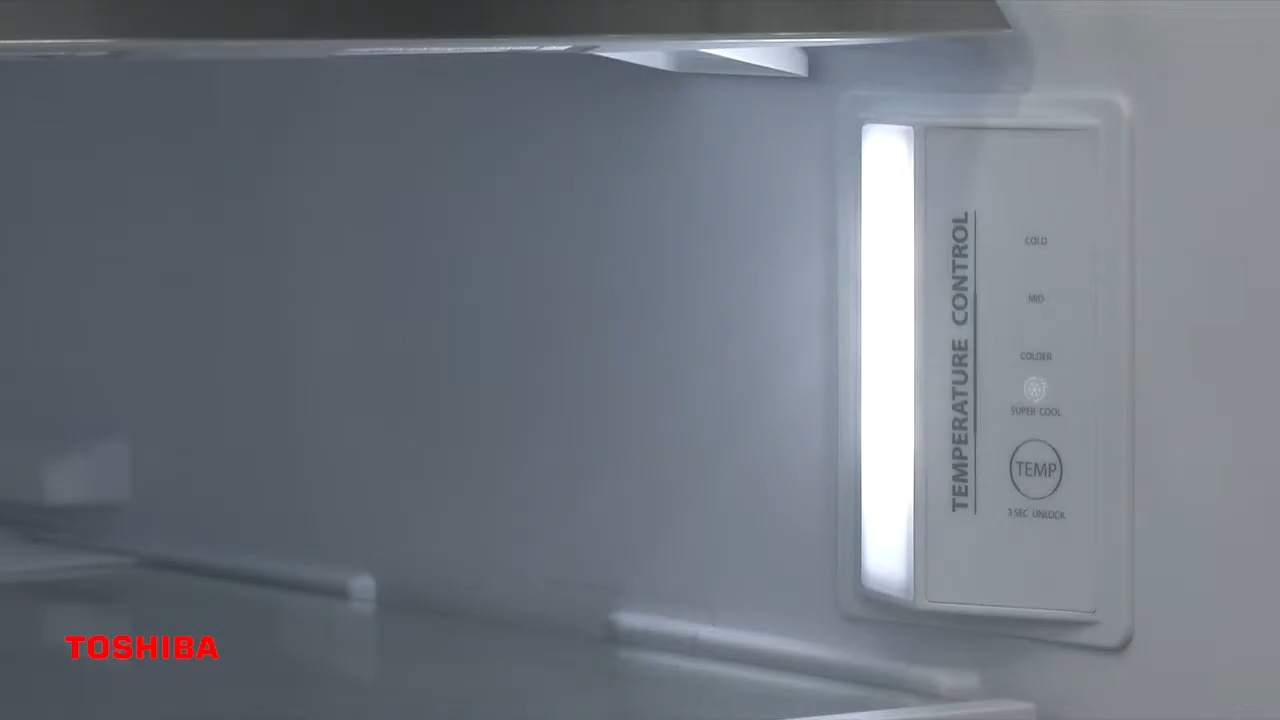 TEMPERATURE CONTROL
COLD
MID
COLDER
SUPER COOL
TEMP
3 SEC UNLOCK
TOSHIBA